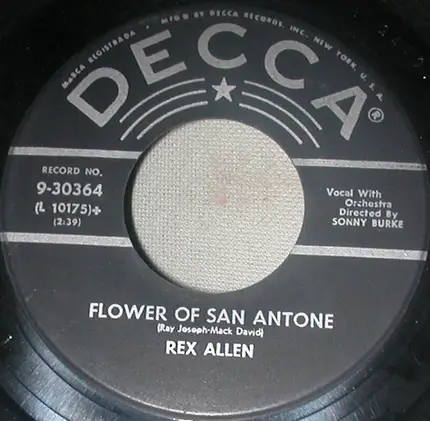 MARCA REGISTRADA MFD BY DECCA RECORDS, INC. NEW YORK, U. S. A.
DECCA®
RECORD NO.
9-30364
(L 10175)+
(2:39)
Vocal With
Orchestra
Directed By
SONNY BURKE
FLOWER OF SAN ANTONE
(Ray Joseph-Mack David)
REX ALLEN